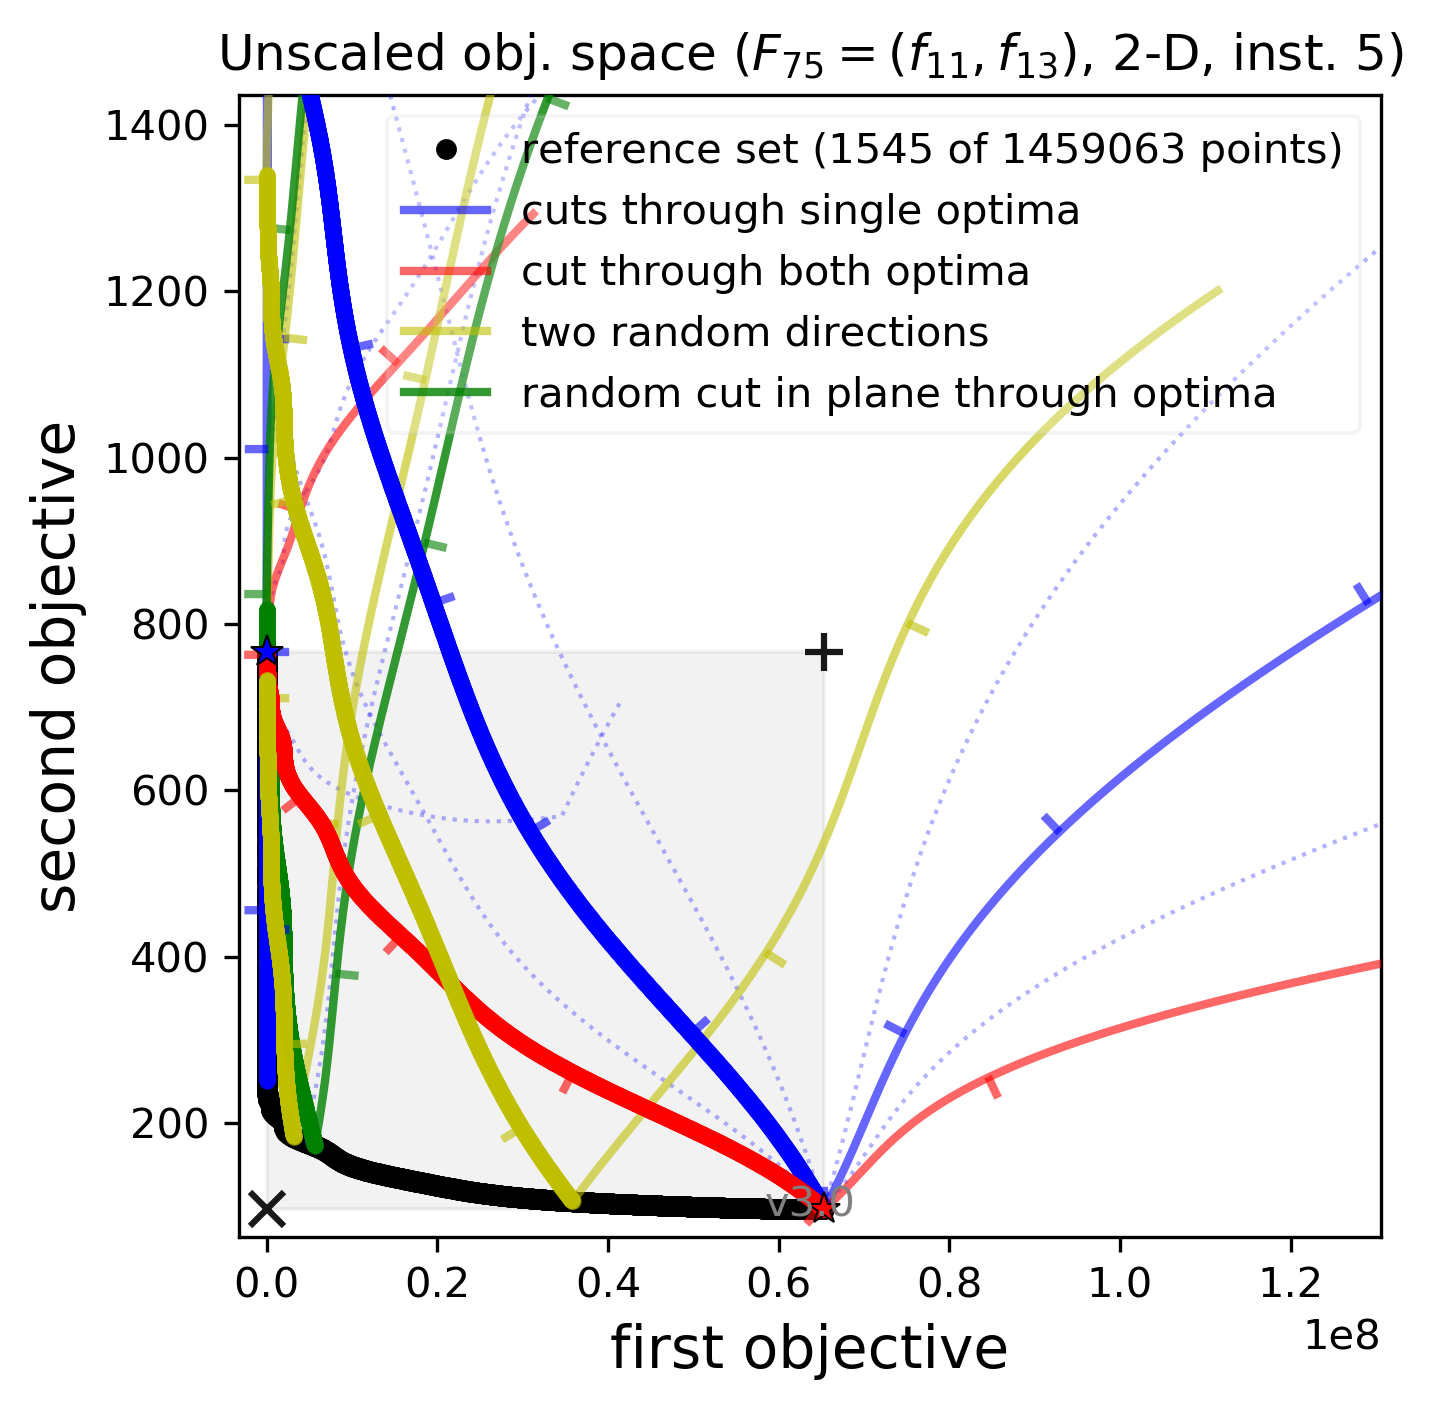 Unscaled obj. space (F₇₅ = (f₁₁, f₁₃), 2-D, inst. 5)
reference set (1545 of 1459063 points)
cuts through single optima
cut through both optima
two random directions
random cut in plane through optima
second objective
1400
1200
1000
800
600
400
200
v3.0
0.0 0.2 0.4 0.6 0.8 1.0 1.2
1e8
first objective